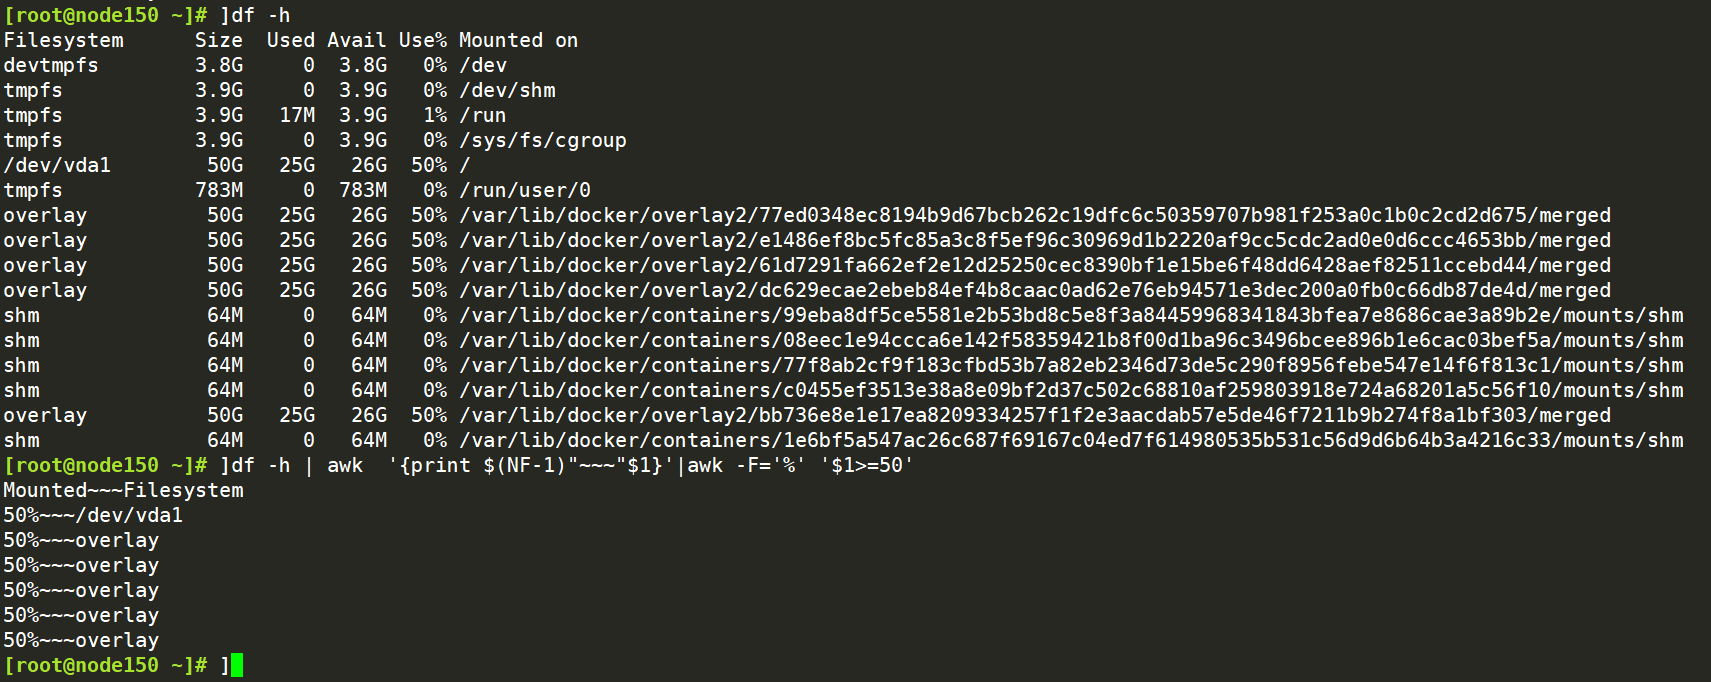 [root@node150 ~]# ]df -h
Filesystem      Size  Used Avail Use% Mounted on
devtmpfs        3.8G     0  3.8G   0% /dev
tmpfs           3.9G     0  3.9G   0% /dev/shm
tmpfs           3.9G   17M  3.9G   1% /run
tmpfs           3.9G     0  3.9G   0% /sys/fs/cgroup
/dev/vda1        50G   25G   26G  50% /
tmpfs           783M     0  783M   0% /run/user/0
overlay          50G   25G   26G  50% /var/lib/docker/overlay2/77ed0348ec8194b9d67bcb262c19dfc6c50359707b981f253a0c1b0c2cd2d675/merged
overlay          50G   25G   26G  50% /var/lib/docker/overlay2/e1486ef8bc5fc85a3c8f5ef96c30969d1b2220af9cc5cdc2ad0e0d6ccc4653bb/merged
overlay          50G   25G   26G  50% /var/lib/docker/overlay2/61d7291fa662ef2e12d25250cec8390bf1e15be6f48dd6428aef82511ccebd44/merged
overlay          50G   25G   26G  50% /var/lib/docker/overlay2/dc629ecae2ebeb84ef4b8caac0ad62e76eb94571e3dec200a0fb0c66db87de4d/merged
shm              64M     0   64M   0% /var/lib/docker/containers/99eba8df5ce5581e2b53bd8c5e8f3a84459968341843bfea7e8686cae3a89b2e/mounts/shm
shm              64M     0   64M   0% /var/lib/docker/containers/08eec1e94ccca6e142f58359421b8f00d1ba96c3496bcee896b1e6cac03bef5a/mounts/shm
shm              64M     0   64M   0% /var/lib/docker/containers/77f8ab2cf9f183cfbd53b7a82eb2346d73de5c290f8956febe547e14f6f813c1/mounts/shm
shm              64M     0   64M   0% /var/lib/docker/containers/c0455ef3513e38a8e09bf2d37c502c68810af259803918e724a68201a5c56f10/mounts/shm
overlay          50G   25G   26G  50% /var/lib/docker/overlay2/bb736e8e1e17ea8209334257f1f2e3aacdab57e5de46f7211b9b274f8a1bf303/merged
shm              64M     0   64M   0% /var/lib/docker/containers/1e6bf5a547ac26c687f69167c04ed7f614980535b531c56d9d6b64b3a4216c33/mounts/shm
[root@node150 ~]# ]df -h | awk  '{print $(NF-1)"~~~"$1}'|awk -F='%' '$1>=50'
Mounted~~~Filesystem
50%~~~/dev/vda1
50%~~~overlay
50%~~~overlay
50%~~~overlay
50%~~~overlay
50%~~~overlay
[root@node150 ~]# ]